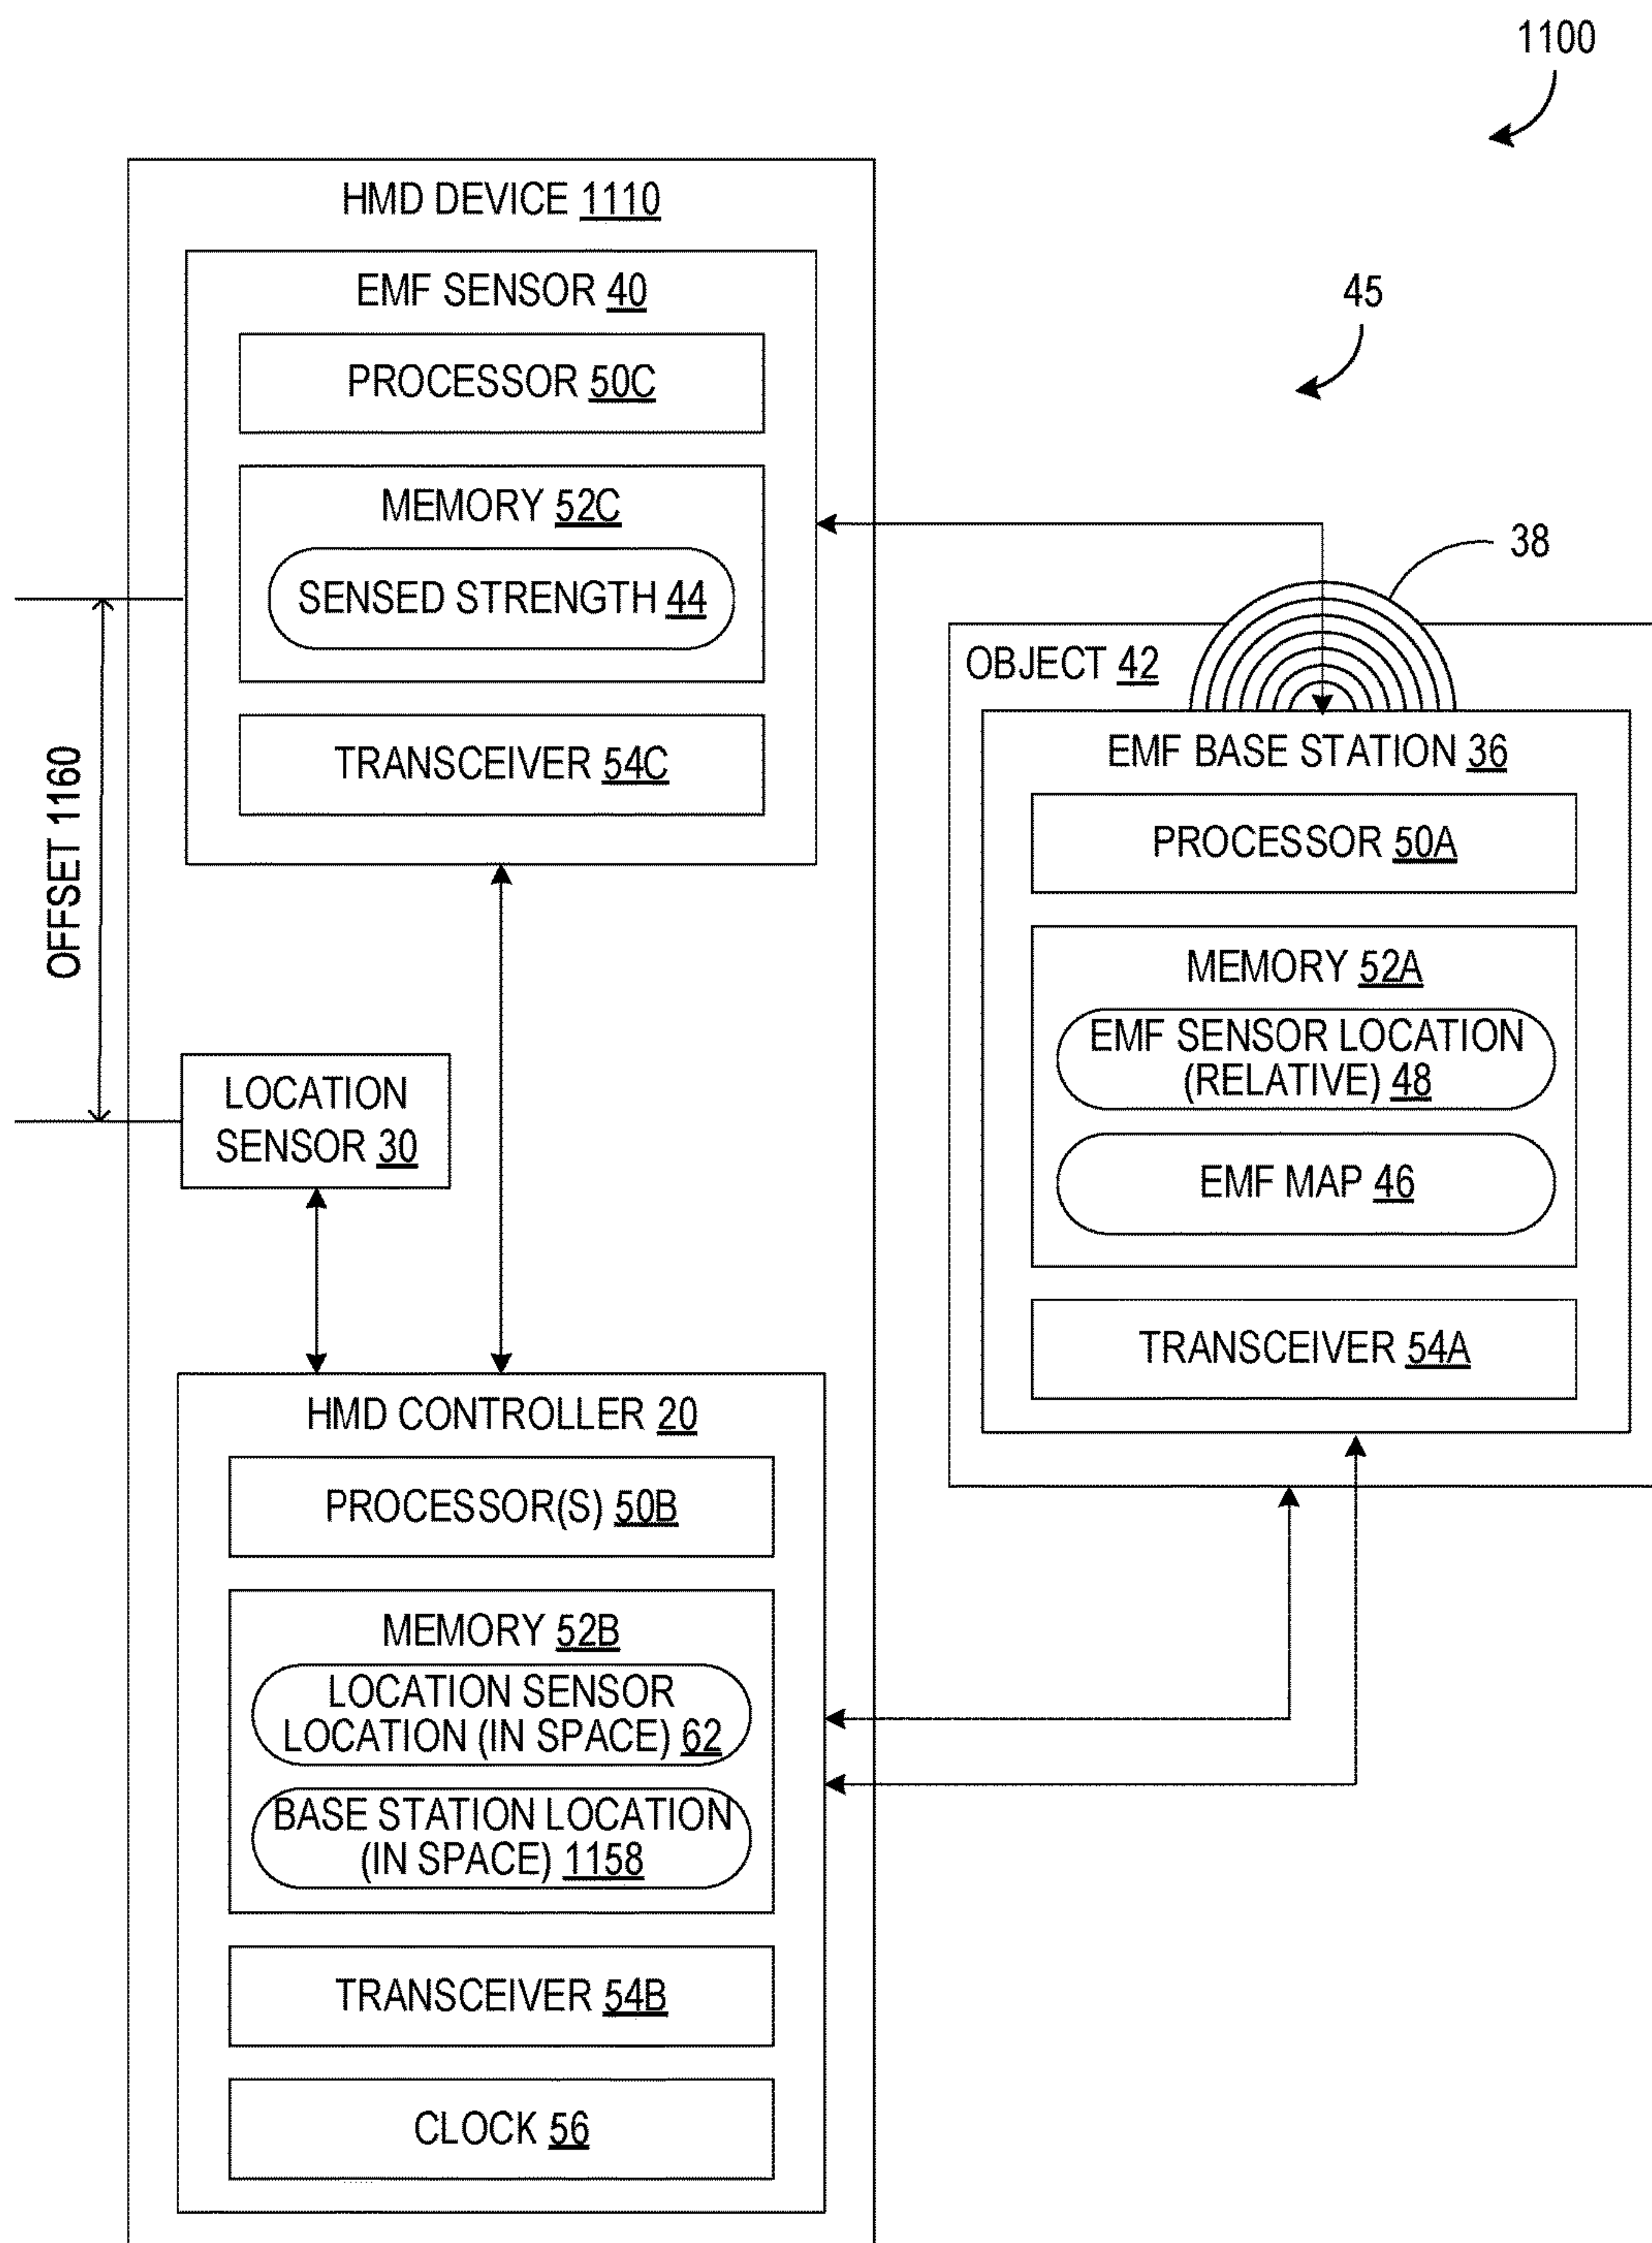 1100
HMD DEVICE 1110
EMF SENSOR 40
45
PROCESSOR 50C
MEMORY 52C
SENSED STRENGTH 44
38
TRANSCEIVER 54C
OFFSET 1160
OBJECT 42
EMF BASE STATION 36
PROCESSOR 50A
MEMORY 52A
EMF SENSOR LOCATION
(RELATIVE) 48
EMF MAP 46
TRANSCEIVER 54A
LOCATION
SENSOR 30
HMD CONTROLLER 20
PROCESSOR(S) 50B
MEMORY 52B
LOCATION SENSOR
LOCATION (IN SPACE) 62
BASE STATION LOCATION
(IN SPACE) 1158
TRANSCEIVER 54B
CLOCK 56